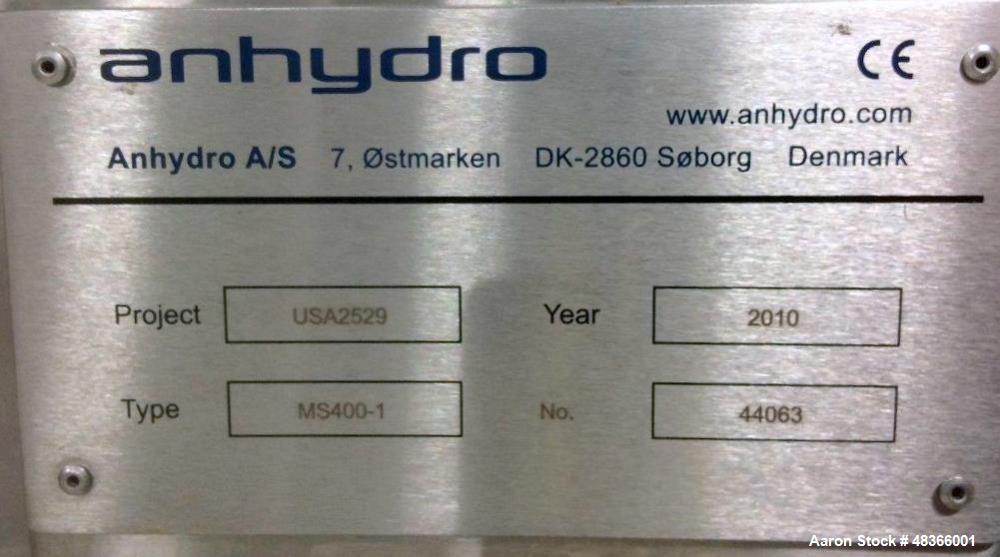 anhydro CE
www.anhydro.com
Anhydro A/S 7, Østmarken DK-2860 Søborg Denmark
Project USA2529 Year 2010
Type MS400-1 No. 44063
Aaron Stock # 48366001